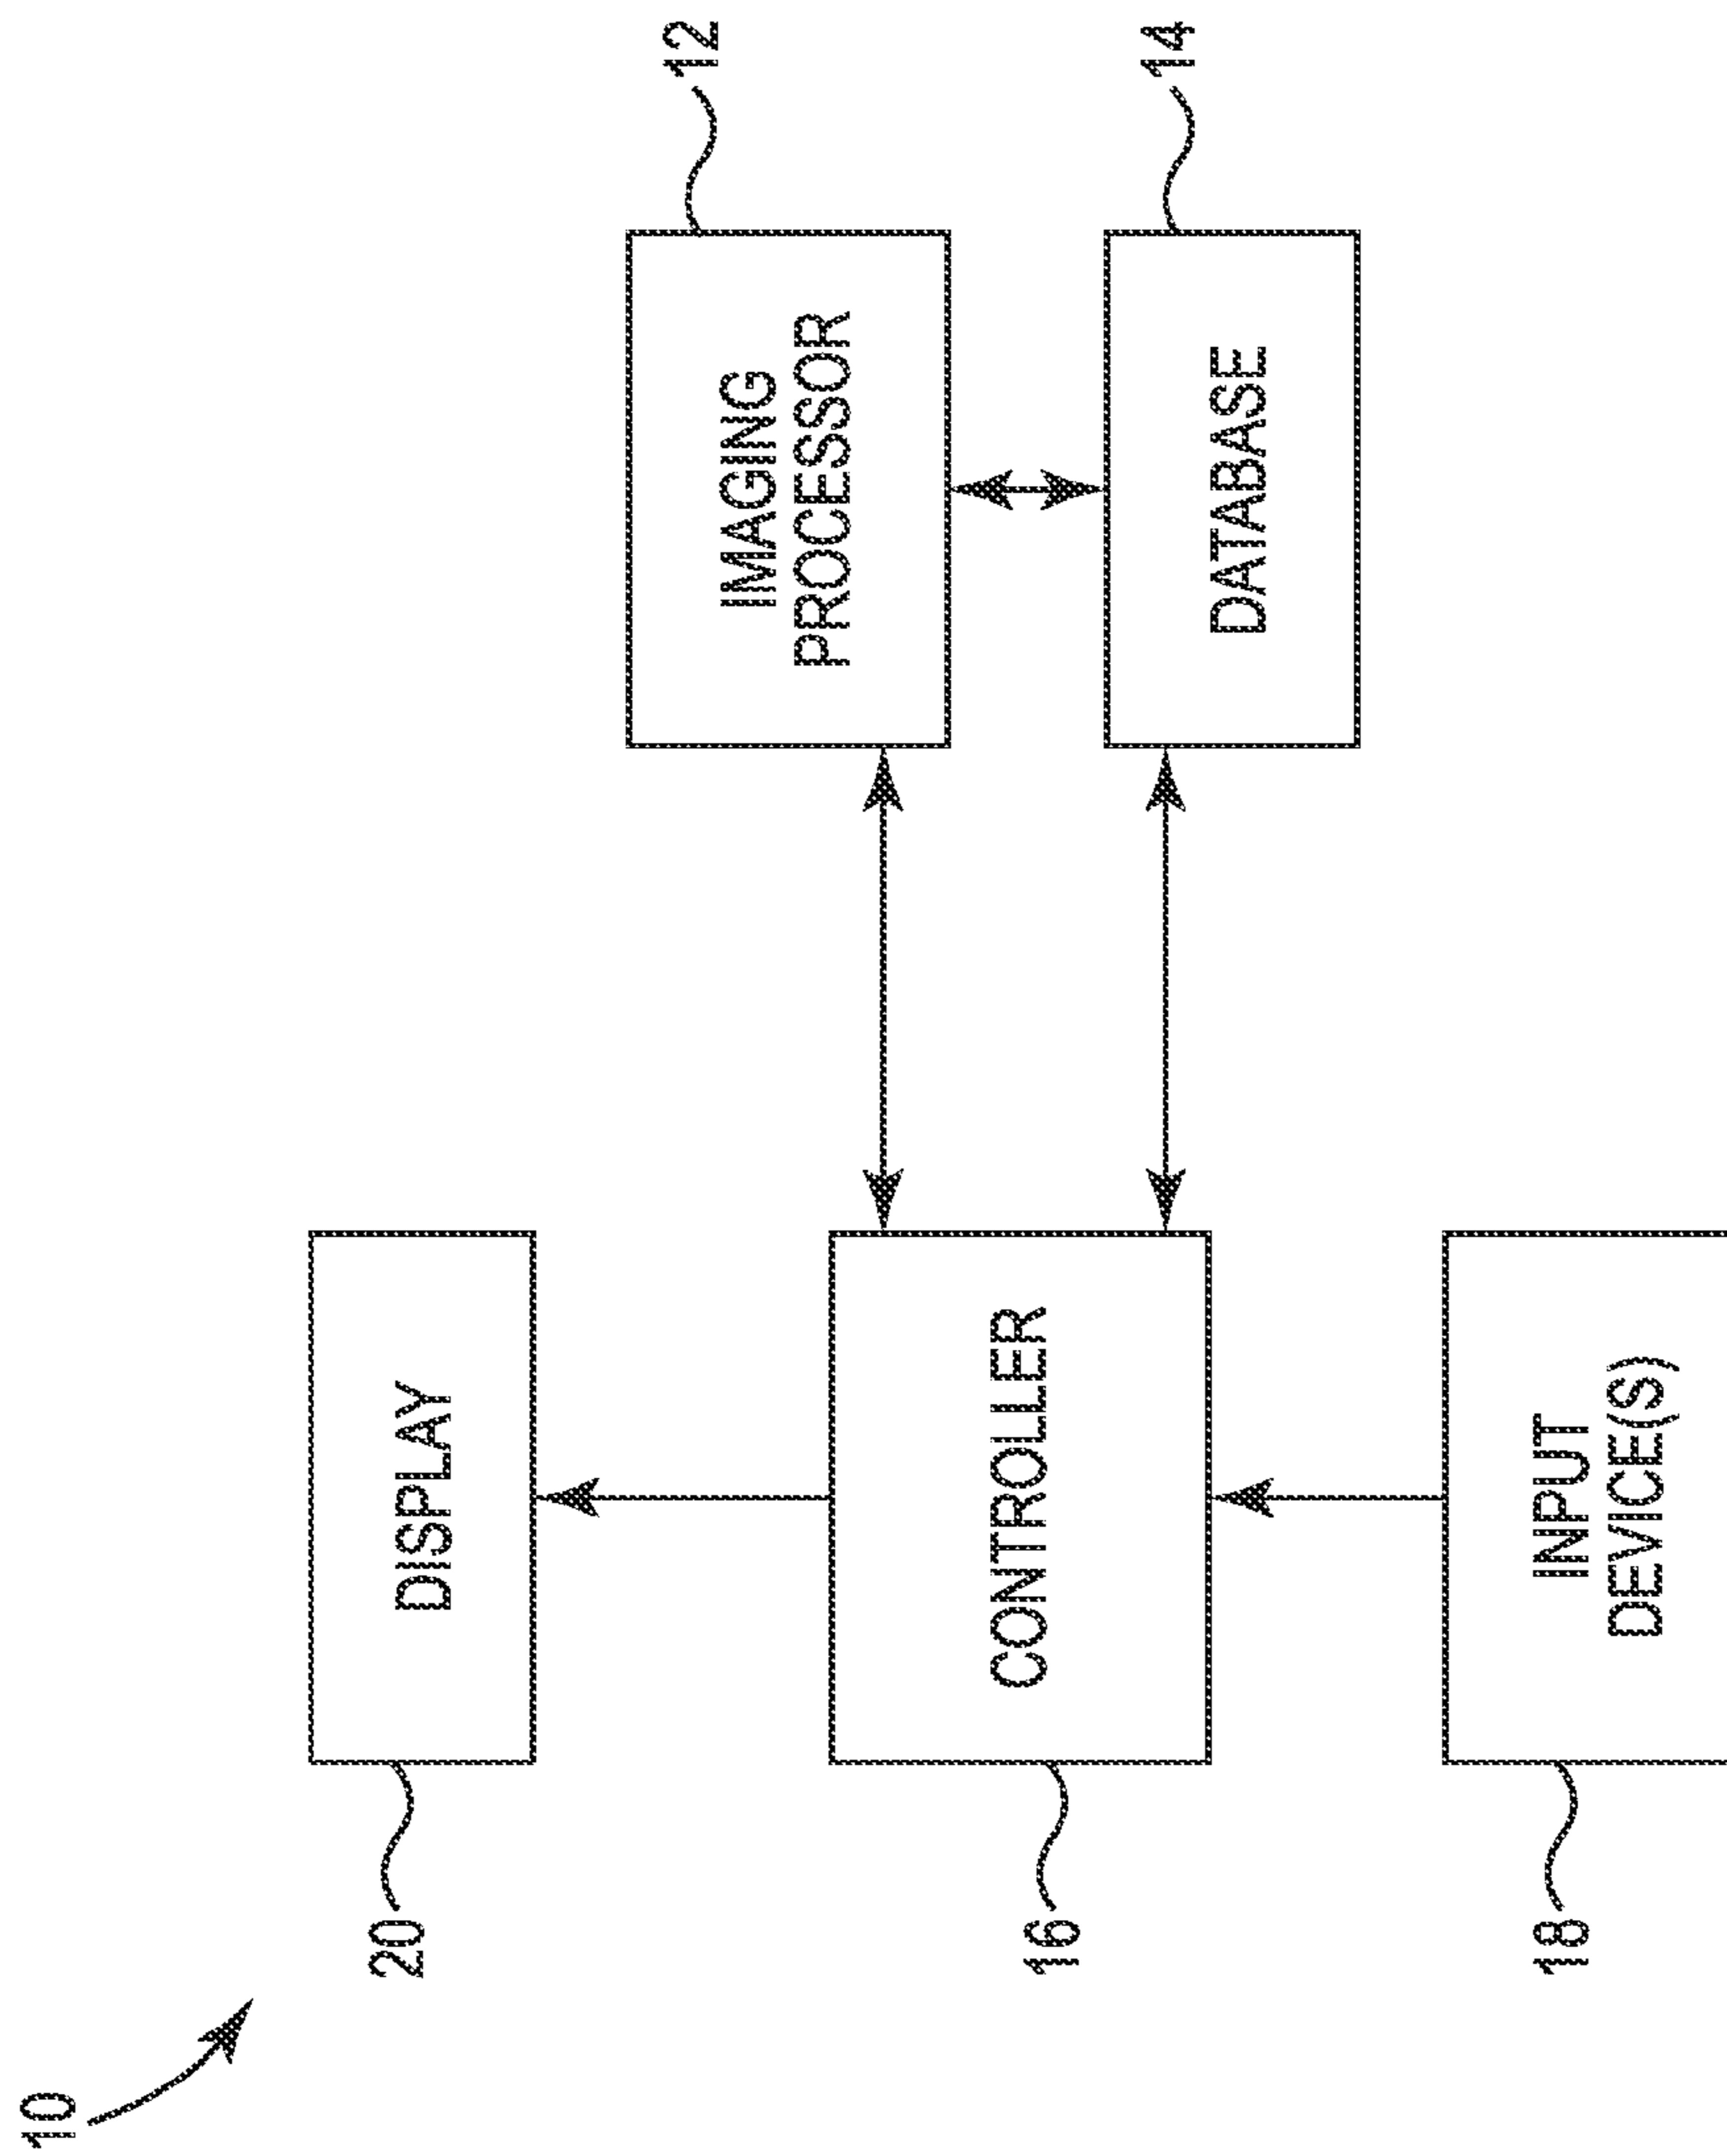 10
20
DISPLAY
16
CONTROLLER
18
INPUT
DEVICE(S)
IMAGING
PROCESSOR
12
DATABASE
14